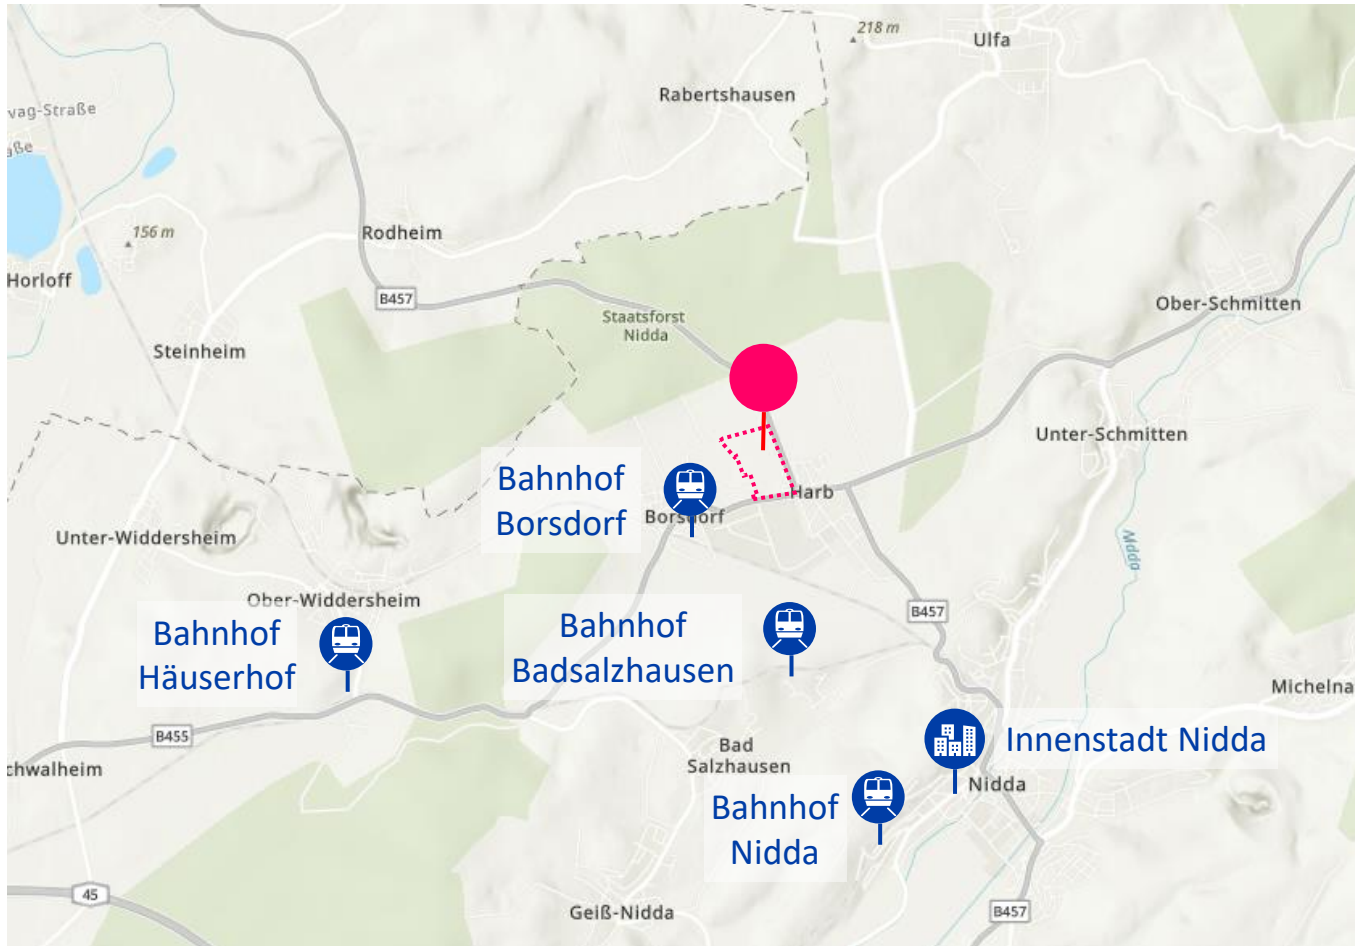 218 m
Ulfa
Rabertshausen
vag-Straße
aße
156 m
Rodheim
Horloff
B457
Ober-Schmitten
Staatsforst
Nidda
Steinheim
Unter-Schmitten
Bahnhof
Borsdorf
Harb
Borsdorf
Unter-Widdersheim
Nidda
Ober-Widdersheim
B457
Bahnhof
Häuserhof
Bahnhof
Badsalzhausen
Michelna
B455
Innenstadt Nidda
Bad
Salzhausen
chwalheim
Nidda
Bahnhof
Nidda
45
Geiß-Nidda
B457